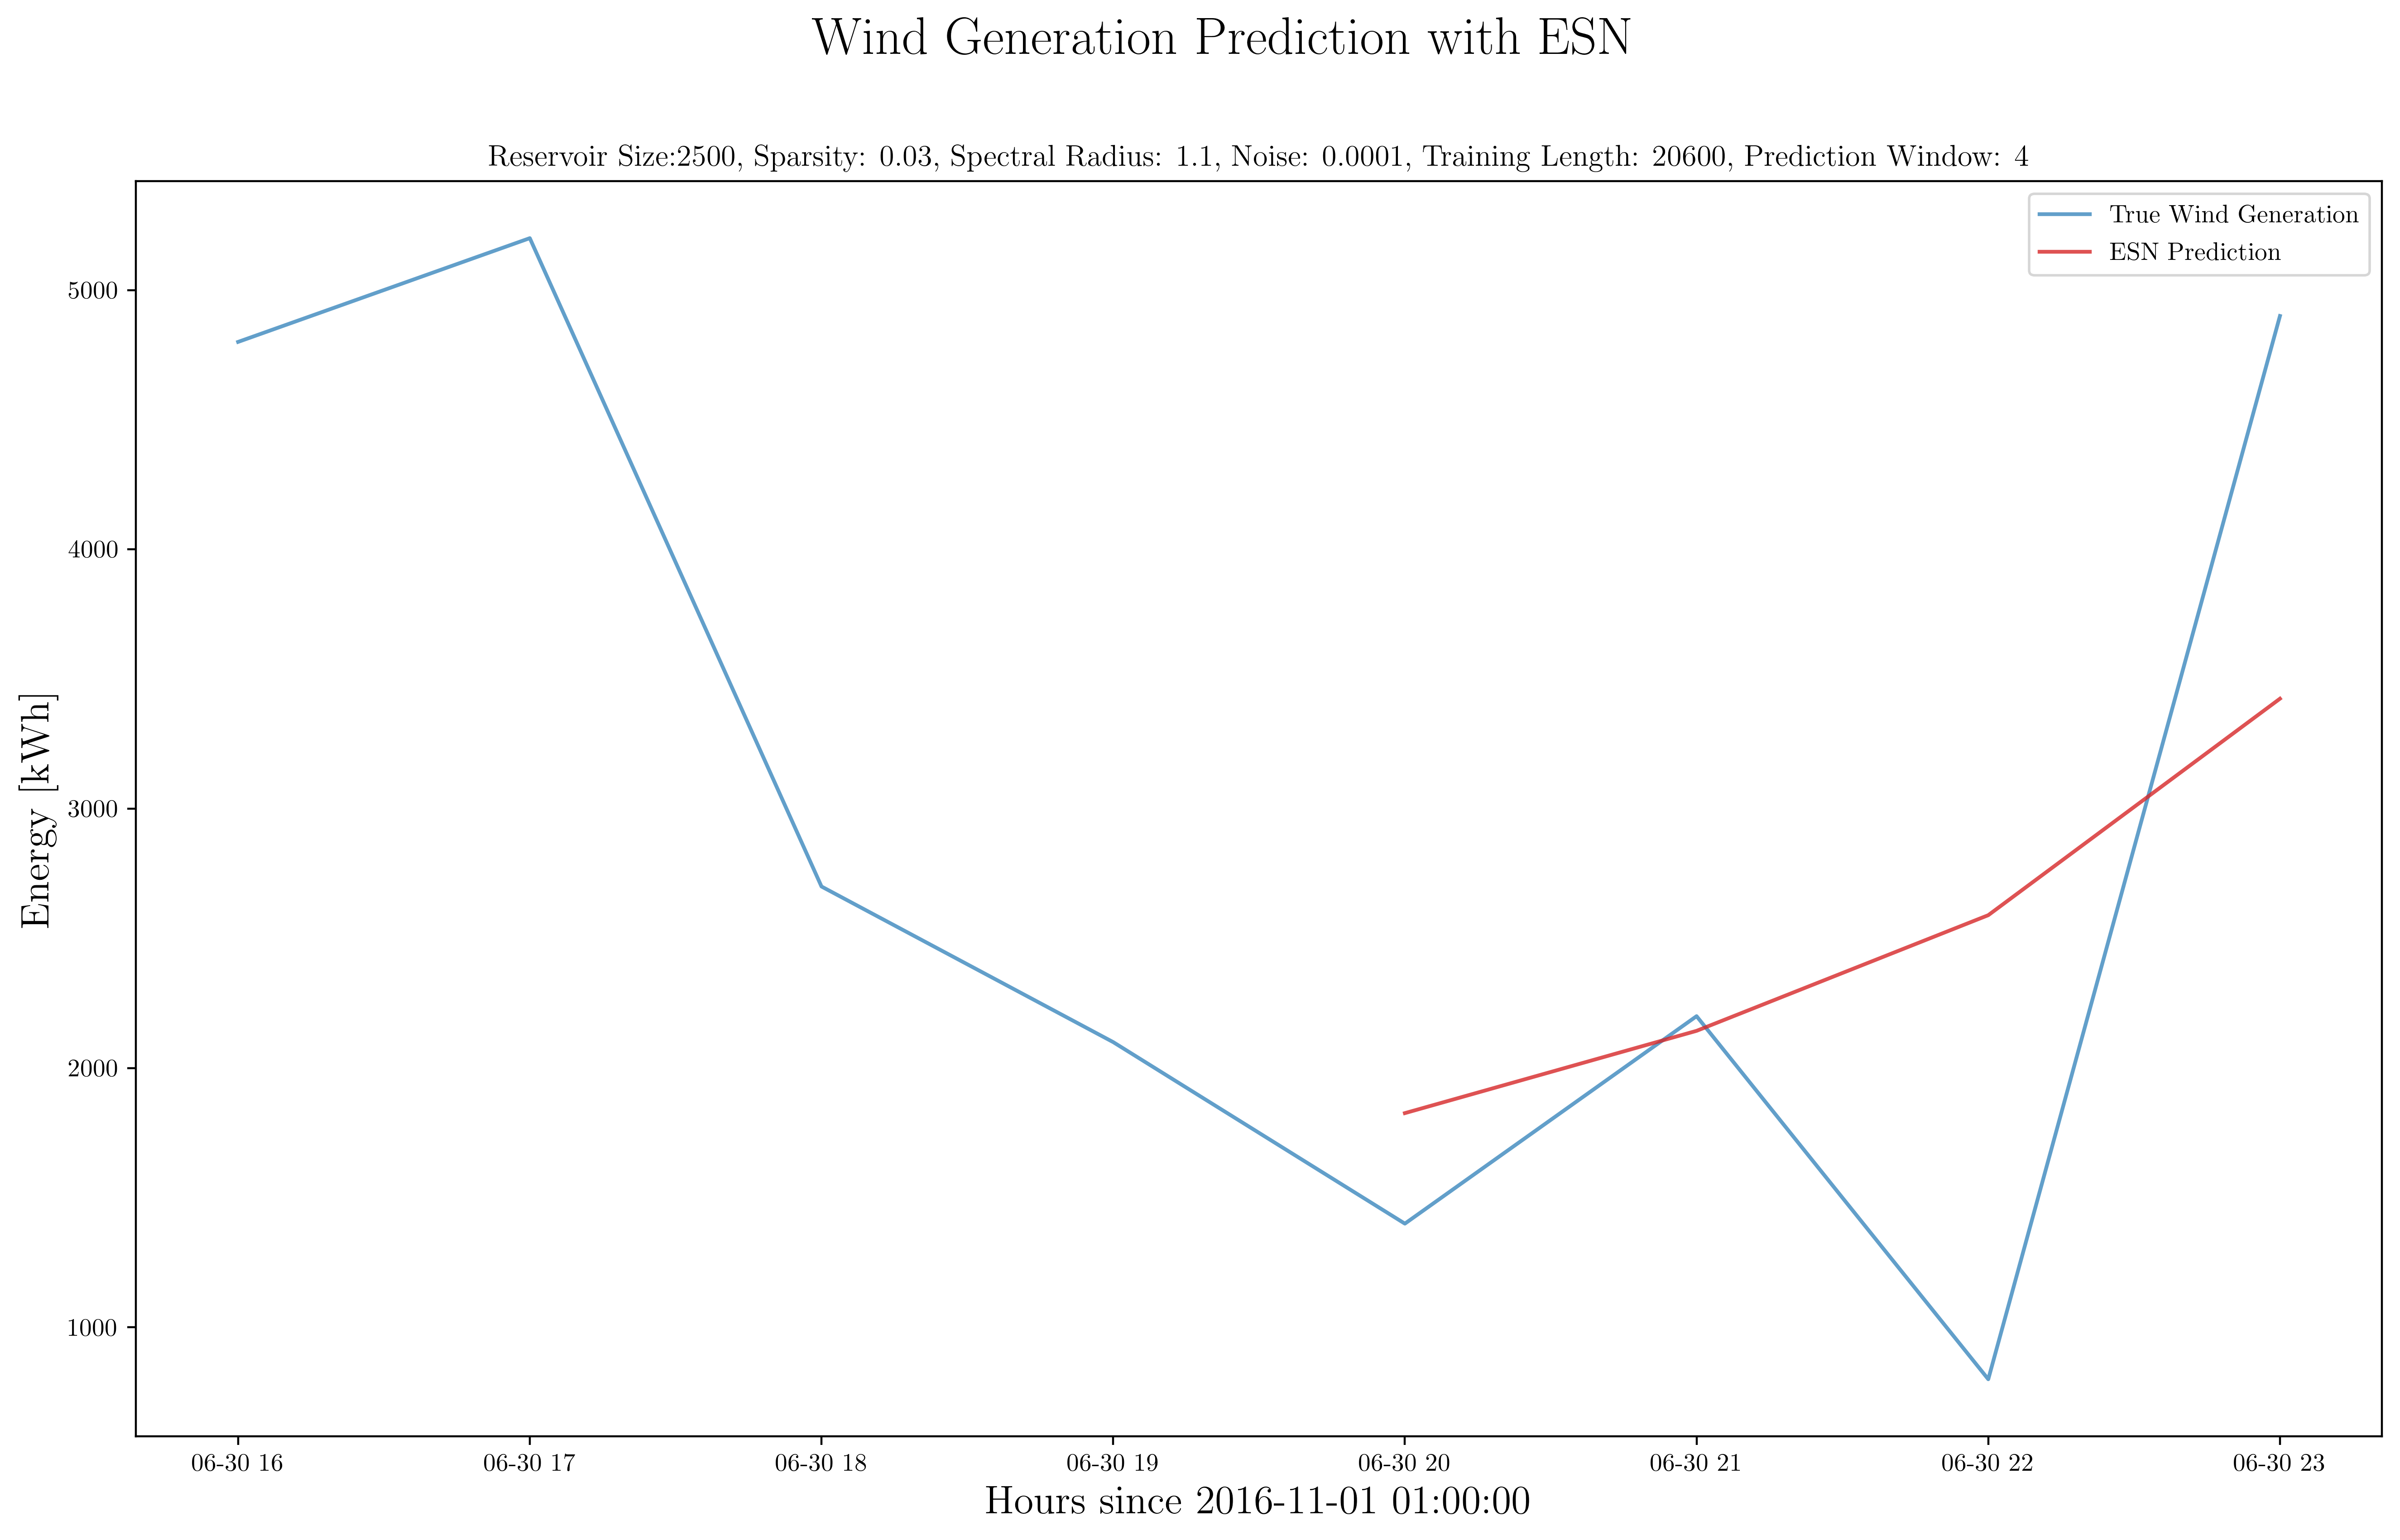 Wind Generation Prediction with ESN
Reservoir Size:2500, Sparsity: 0.03, Spectral Radius: 1.1, Noise: 0.0001, Training Length: 20600, Prediction Window: 4
True Wind Generation
ESN Prediction
5000
4000
3000
2000
1000
Energy [kWh]
06-30 16
06-30 17
06-30 18
06-30 19
06-30 20
06-30 21
06-30 22
06-30 23
Hours since 2016-11-01 01:00:00